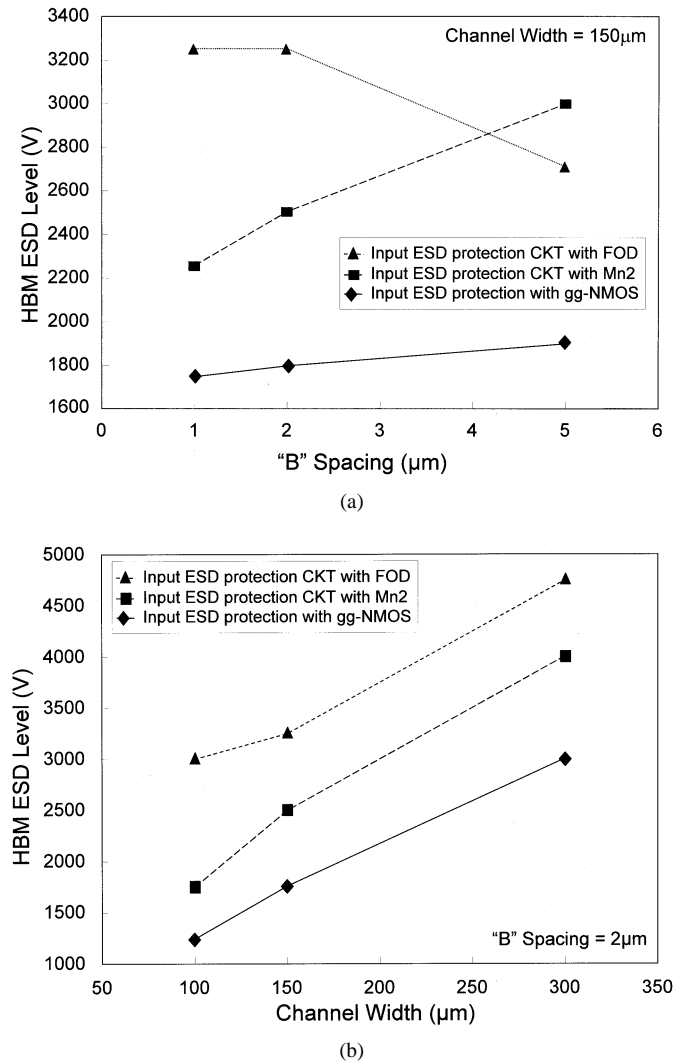 3400
3200
3000
2800
2600
2400
2200
2000
1800
1600
HBM ESD Level (V)
Channel Width = 150µm
Input ESD protection CKT with FOD
Input ESD protection CKT with Mn2
Input ESD protection with gg-NMOS
0 1 2 3 4 5 6
“B” Spacing (µm)
(a)
5000
4500
4000
3500
3000
2500
2000
1500
1000
HBM ESD Level (V)
Input ESD protection CKT with FOD
Input ESD protection CKT with Mn2
Input ESD protection with gg-NMOS
“B” Spacing = 2µm
50 100 150 200 250 300 350
Channel Width (µm)
(b)